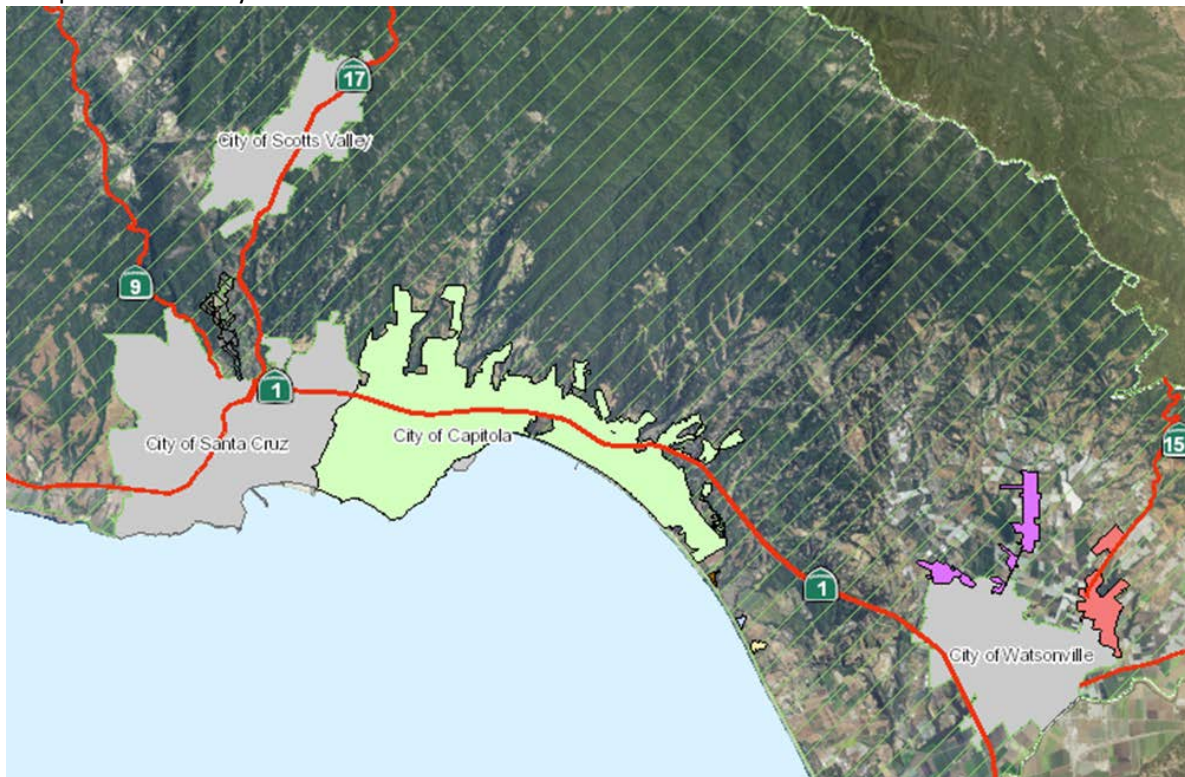 17
City of Scotts Valley
9
1
City of Santa Cruz
City of Capitola
15
1
City of Watsonville